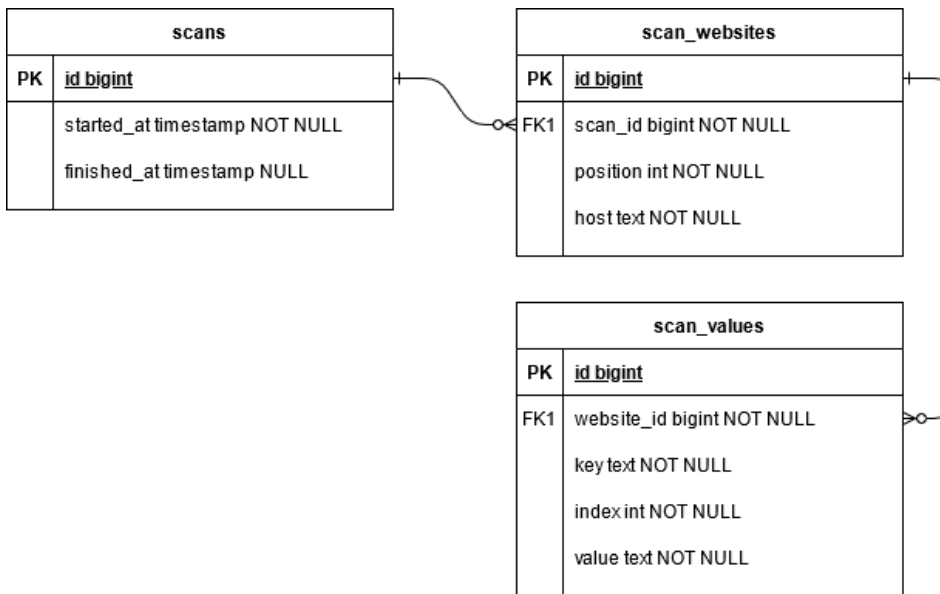 scans
PK id bigint
started_at timestamp NOT NULL
finished_at timestamp NULL
scan_websites
PK id bigint
FK1 scan_id bigint NOT NULL
position int NOT NULL
host text NOT NULL
scan_values
PK id bigint
FK1 website_id bigint NOT NULL
key text NOT NULL
index int NOT NULL
value text NOT NULL